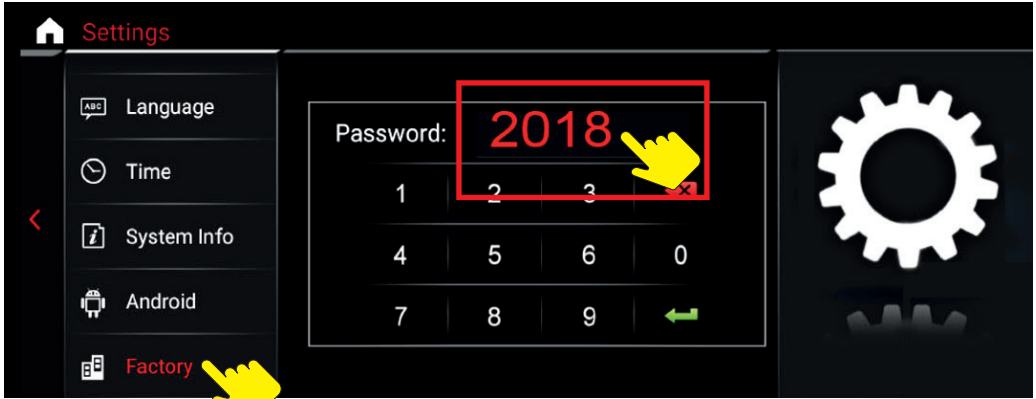 Settings
ABC Language
Time
i System Info
Android
Factory
Password: 2018
1 2 3
4 5 6 0
7 8 9